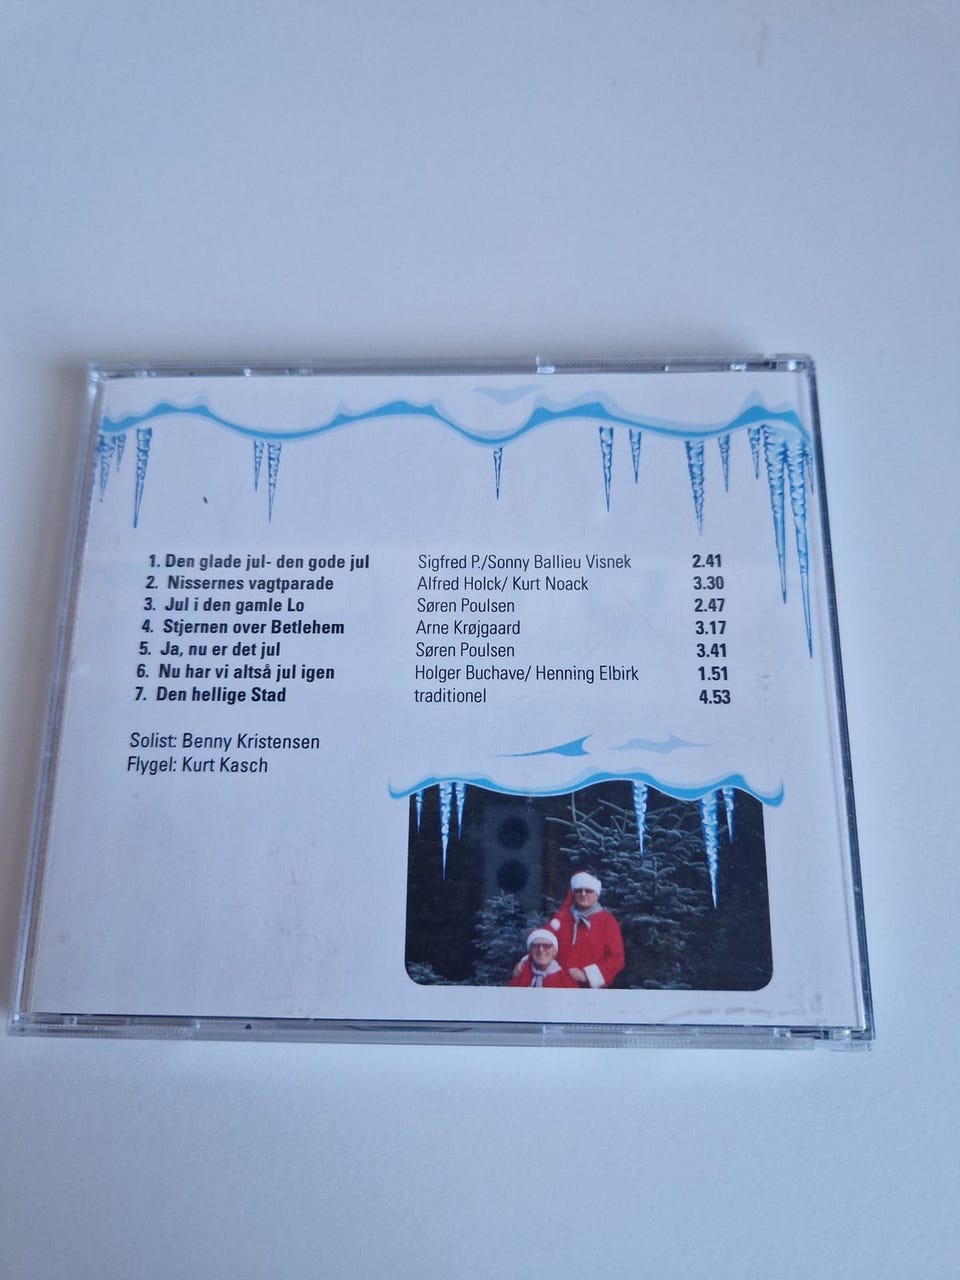 1. Den glade jul- den gode jul Sigfred P./Sonny Ballieu Visnek 2.41
2. Nissernes vagtparade Alfred Holck/ Kurt Noack 3.30
3. Jul i den gamle Lo Søren Poulsen 2.47
4. Stjernen over Betlehem Arne Krøjgaard 3.17
5. Ja, nu er det jul Søren Poulsen 3.41
6. Nu har vi altså jul igen Holger Buchave/ Henning Elbirk 1.51
7. Den hellige Stad traditionel 4.53
Solist: Benny Kristensen
Flygel: Kurt Kasch